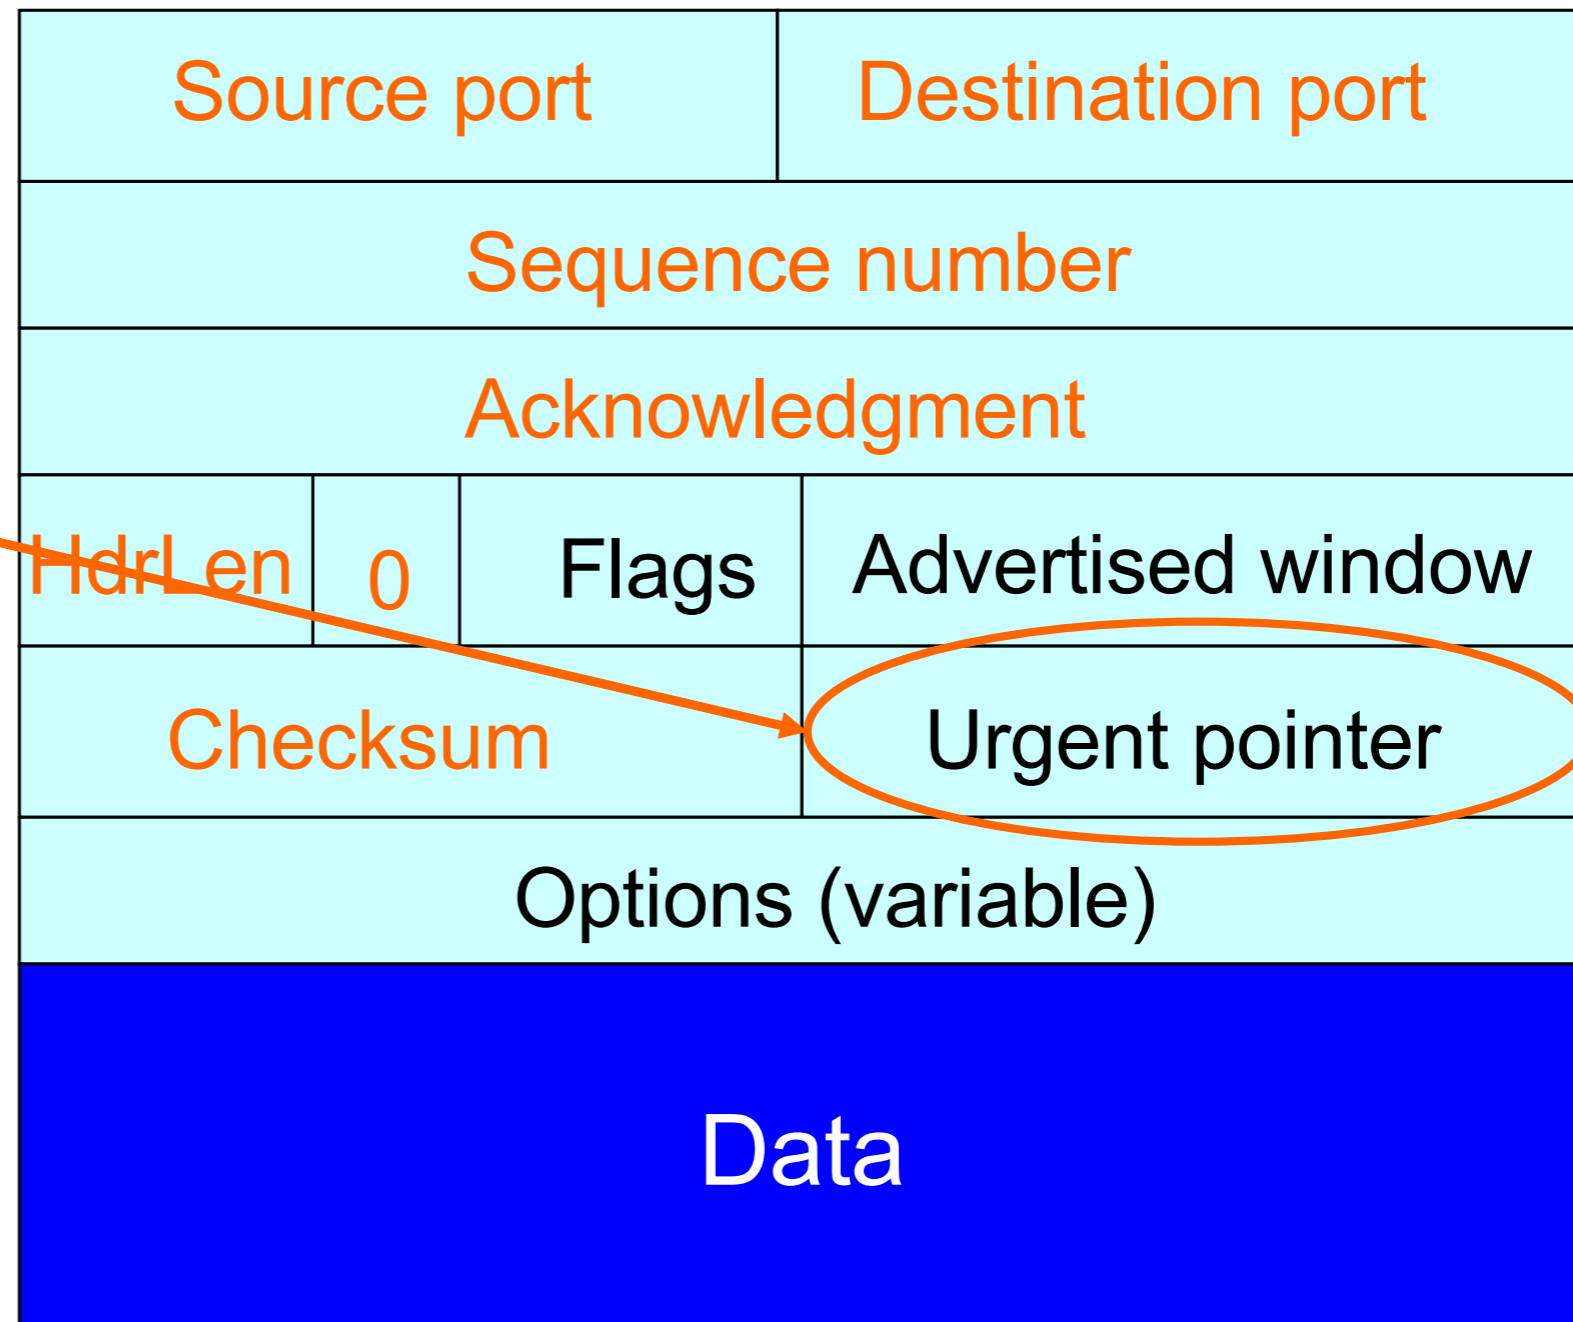 Source port Destination port
Sequence number
Acknowledgment
HdrLen 0 Flags Advertised window
Checksum Urgent pointer
Options (variable)
Data